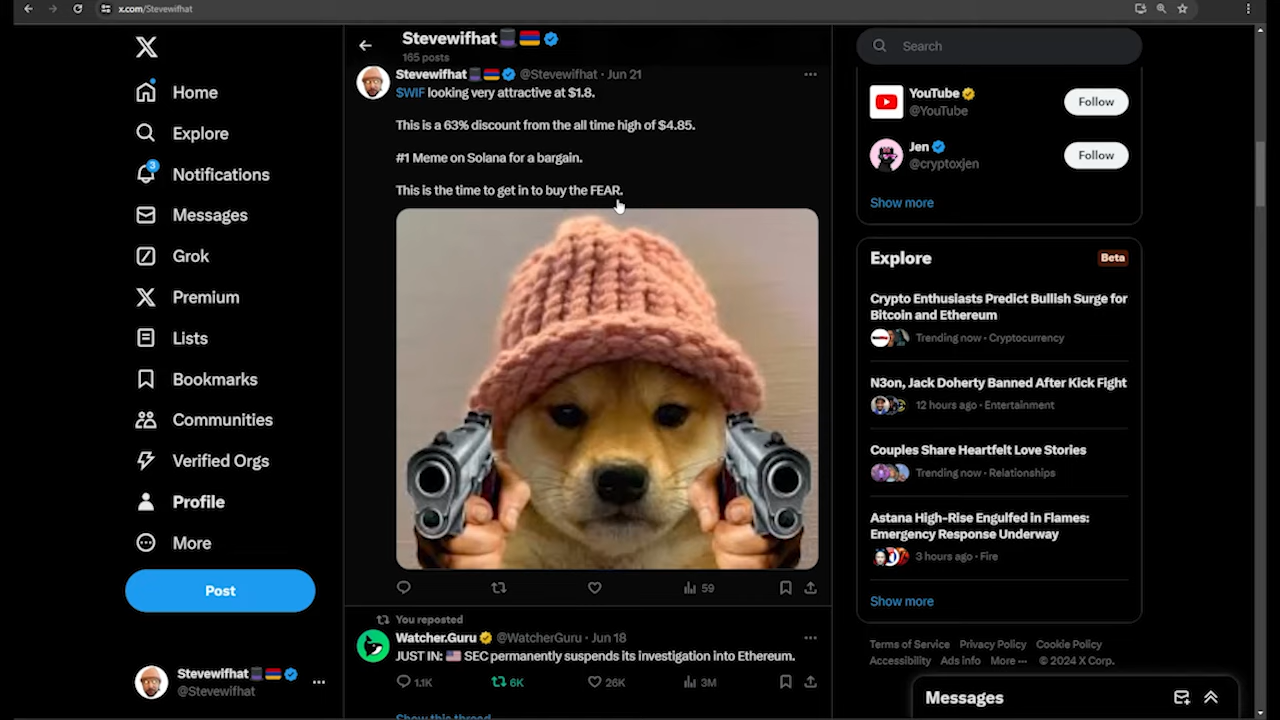 x.com/Stevewifhat
Home
Explore
3
Notifications
Messages
Grok
Premium
Lists
Bookmarks
Communities
Verified Orgs
Profile
More
Post
Stevewifhat
@Stevewifhat
Stevewifhat
165 posts
Stevewifhat @Stevewifhat · Jun 21
$WIF looking very attractive at $1.8.
This is a 63% discount from the all time high of $4.85.
#1 Meme on Solana for a bargain.
This is the time to get in to buy the FEAR.
59
You reposted
Watcher.Guru @WatcherGuru · Jun 18
JUST IN: 🇺🇸 SEC permanently suspends its investigation into Ethereum.
1.1K 6K 26K 3M
Show this thread
Search
YouTube
@YouTube
Follow
Jen
@cryptoxjen
Follow
Show more
Explore
Beta
Crypto Enthusiasts Predict Bullish Surge for
Bitcoin and Ethereum
Trending now · Cryptocurrency
N3on, Jack Doherty Banned After Kick Fight
12 hours ago · Entertainment
Couples Share Heartfelt Love Stories
Trending now · Relationships
Astana High-Rise Engulfed in Flames:
Emergency Response Underway
3 hours ago · Fire
Show more
Terms of Service Privacy Policy Cookie Policy
Accessibility Ads info More ··· © 2024 X Corp.
Messages